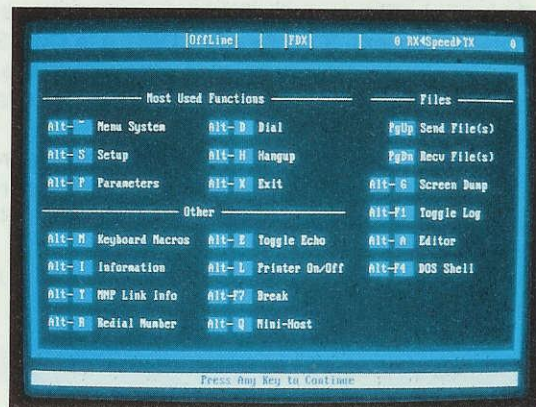 |OffLine| | |FDX| | 0 RX◄Speed►TX 0
Most Used Functions
Files
Alt- Menu System Alt- D Dial PgUp Send File(s)
Alt- S Setup Alt- H Hangup PgDn Recv File(s)
Alt- P Parameters Alt- X Exit Alt- G Screen Dump
Other
Alt-F1 Toggle Log
Alt- M Keyboard Macros Alt- E Toggle Echo Alt- A Editor
Alt- I Information Alt- L Printer On/Off Alt-F4 DOS Shell
Alt- Y MNP Link Info Alt-F7 Break
Alt- R Redial Number Alt- Q Mini-Host
Press Any Key to Continue